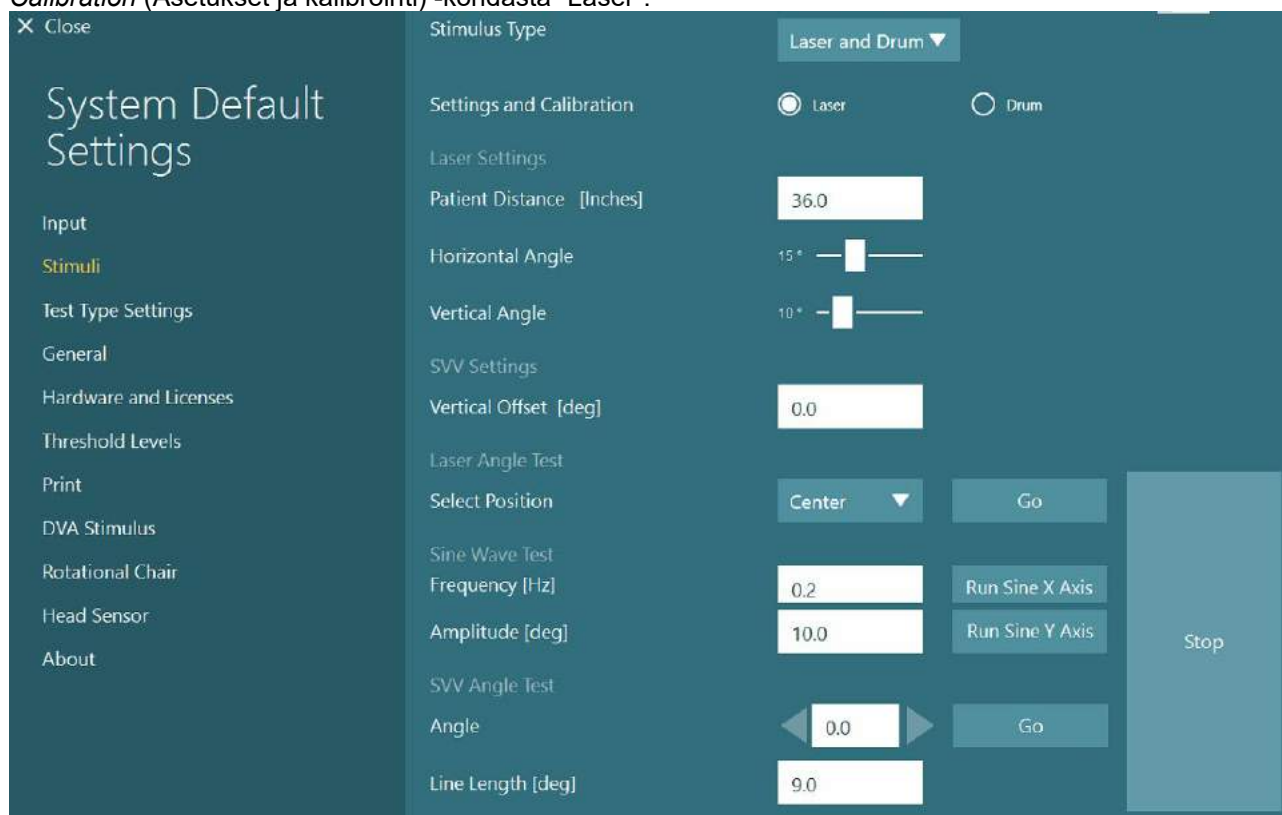 Calibration (Asetukset ja kalibrointi) -kohdasta "Laser".
Close
System Default
Settings
Input
Stimuli
Test Type Settings
General
Hardware and Licenses
Threshold Levels
Print
DVA Stimulus
Rotational Chair
Head Sensor
About
Stimulus Type Laser and Drum
Settings and Calibration Laser Drum
Laser Settings
Patient Distance [Inches] 36.0
Horizontal Angle 15°
Vertical Angle 10°
SVV Settings
Vertical Offset [deg] 0.0
Laser Angle Test
Select Position Center Go
Sine Wave Test
Frequency [Hz] 0.2 Run Sine X Axis
Amplitude [deg] 10.0 Run Sine Y Axis
Stop
SVV Angle Test
Angle 0.0 Go
Line Length [deg] 9.0